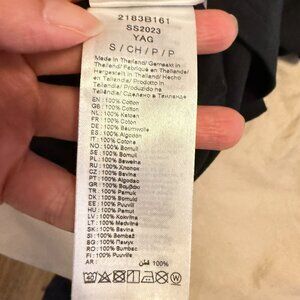 2183B161
SS2023
YAG
S / CH / P / P
Made in Thailand/ Gemaakt in
Thailand/ Fabriqué en Thaïlande/
Hergestellt in Thailand/ Hecho
en Tailandia/ Prodotto in
Tailandia/ Produzido na
Tailândia/ Сделано в Таиланде
EN: 100% Cotton
GB: 100% Cotton
NL: 100% Katoen
FR: 100% Coton
DE: 100% Baumwolle
ES: 100% Algodón
IT: 100% Cotone
NO: 100% Bomull
SE: 100% Bomull
PL: 100% Bawełna
RU: 100% Хлопок
CZ: 100% Bavlna
PT: 100% Algodão
GR: 100% Βαμβάκι
TR: 100% Pamuk
DK: 100% Bomuld
EE: 100% Puuvill
HU: 100% Pamut
LV: 100% Kokvilna
LT: 100% Medvilnė
SK: 100% Bavlna
SI: 100% Bombaž
BG: 100% Памук
RO: 100% Bumbac
FI: 100% Puuvilla
AR: قطن 100%